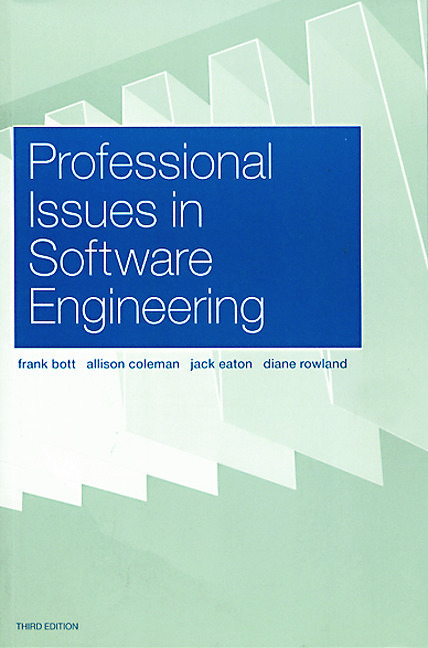 Professional
Issues in
Software
Engineering
frank bott allison coleman jack eaton diane rowland
THIRD EDITION